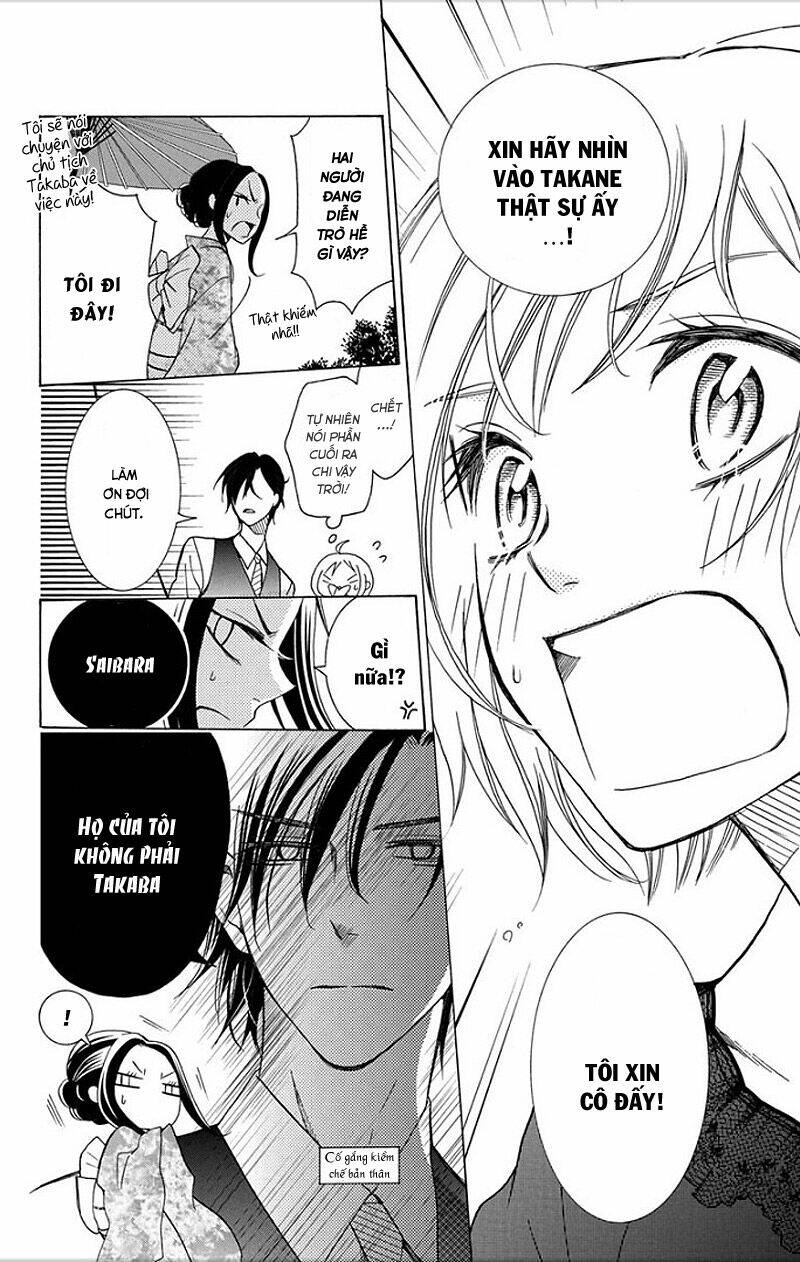 XIN HÃY NHÌN
VÀO TAKANE
THẬT SỰ ẤY
...!
TÔI XIN
CÔ ĐẤY!
HAI
NGƯỜI
ĐANG
DIỄN
TRÒ HỀ
GÌ VẬY?
Thật khiếm
nhã!!
Tôi sẽ nói
chuyện với
chủ tịch
Takaba về
việc này!
TÔI ĐI
ĐÂY!
CHẾT
...!
TỰ NHIÊN
NÓI PHẦN
CUỐI RA
CHI VẬY
TRỜI!
LÀM
ƠN ĐỢI
CHÚT.
Gì
nữa!?
SAIBARA
HỌ CỦA TÔI
KHÔNG PHẢI
TAKABA
Cố gắng kiềm
chế bản thân
!